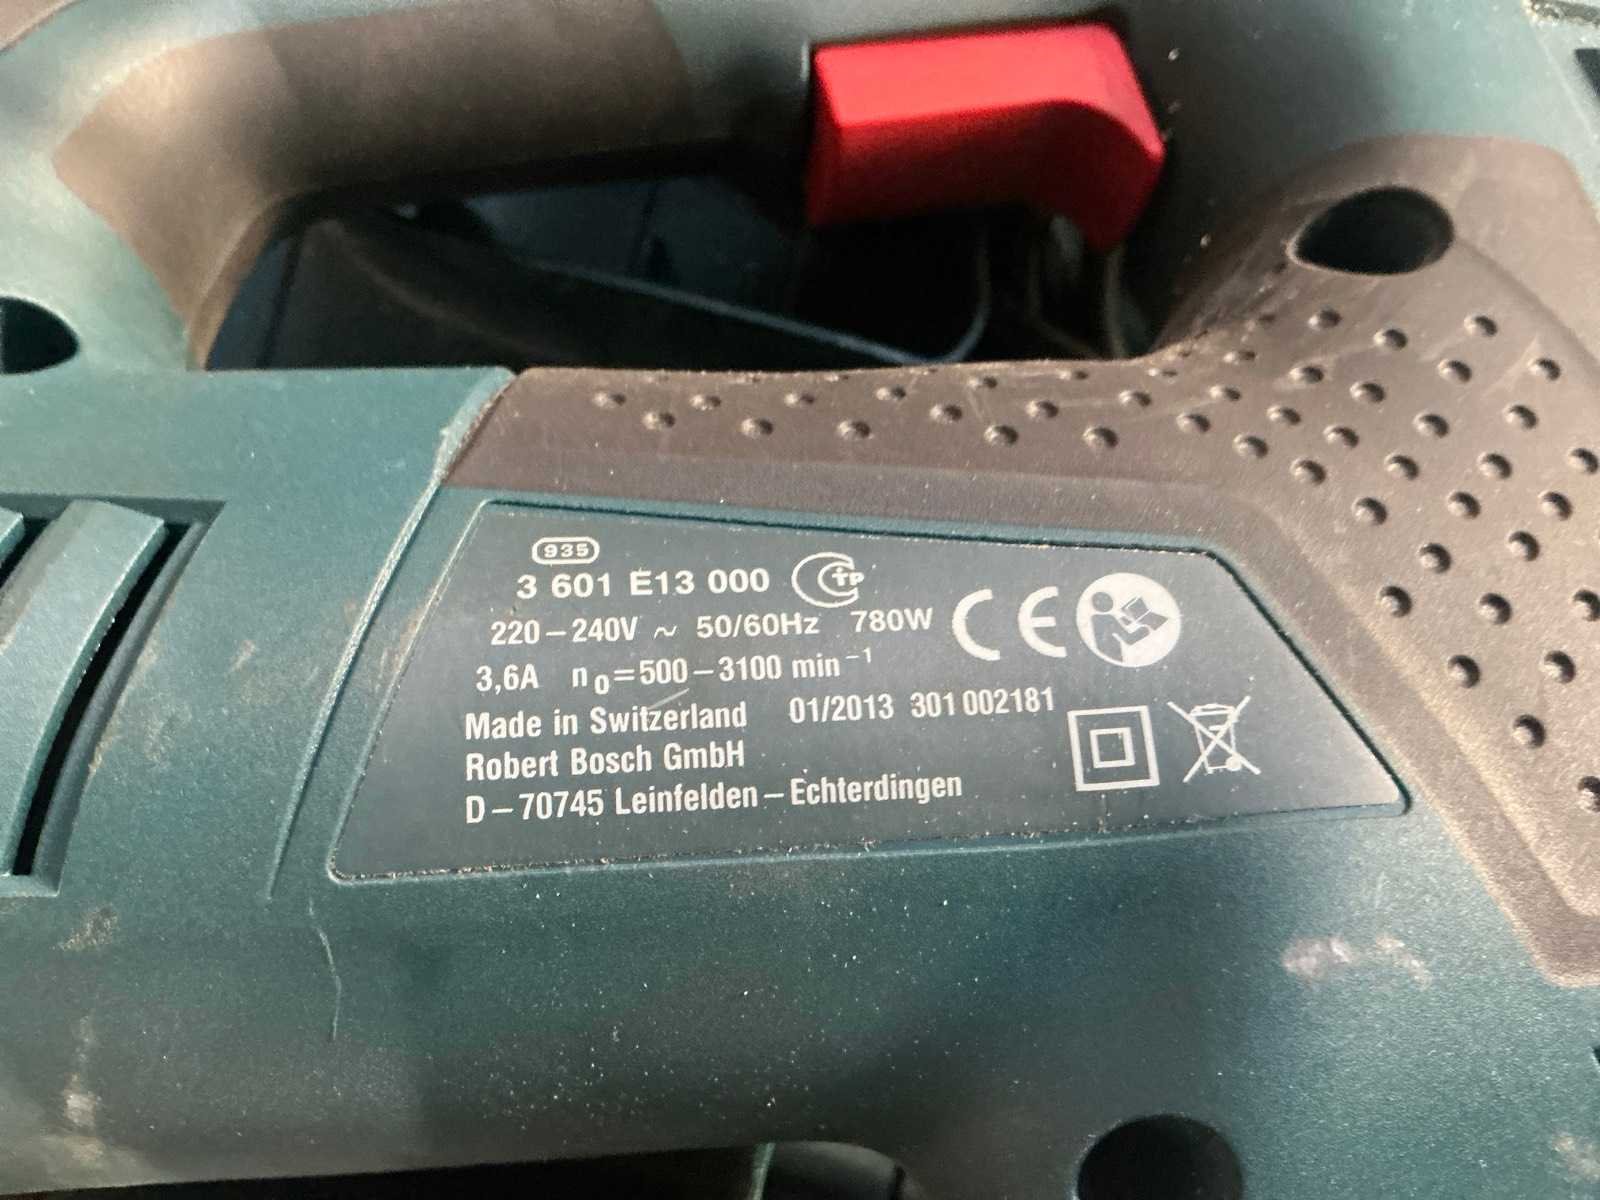 935
3 601 E13 000
220–240V ~ 50/60Hz 780W
3,6A n₀=500–3100 min⁻¹
Made in Switzerland 01/2013 301 002181
Robert Bosch GmbH
D–70745 Leinfelden–Echterdingen
CE